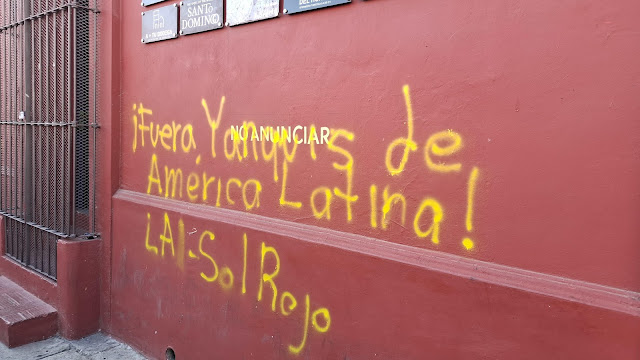 SANTO
DOMINGO
NO ANUNCIAR
¡Fuera Yanquis de
América Latina!
LAI-Sol Rojo